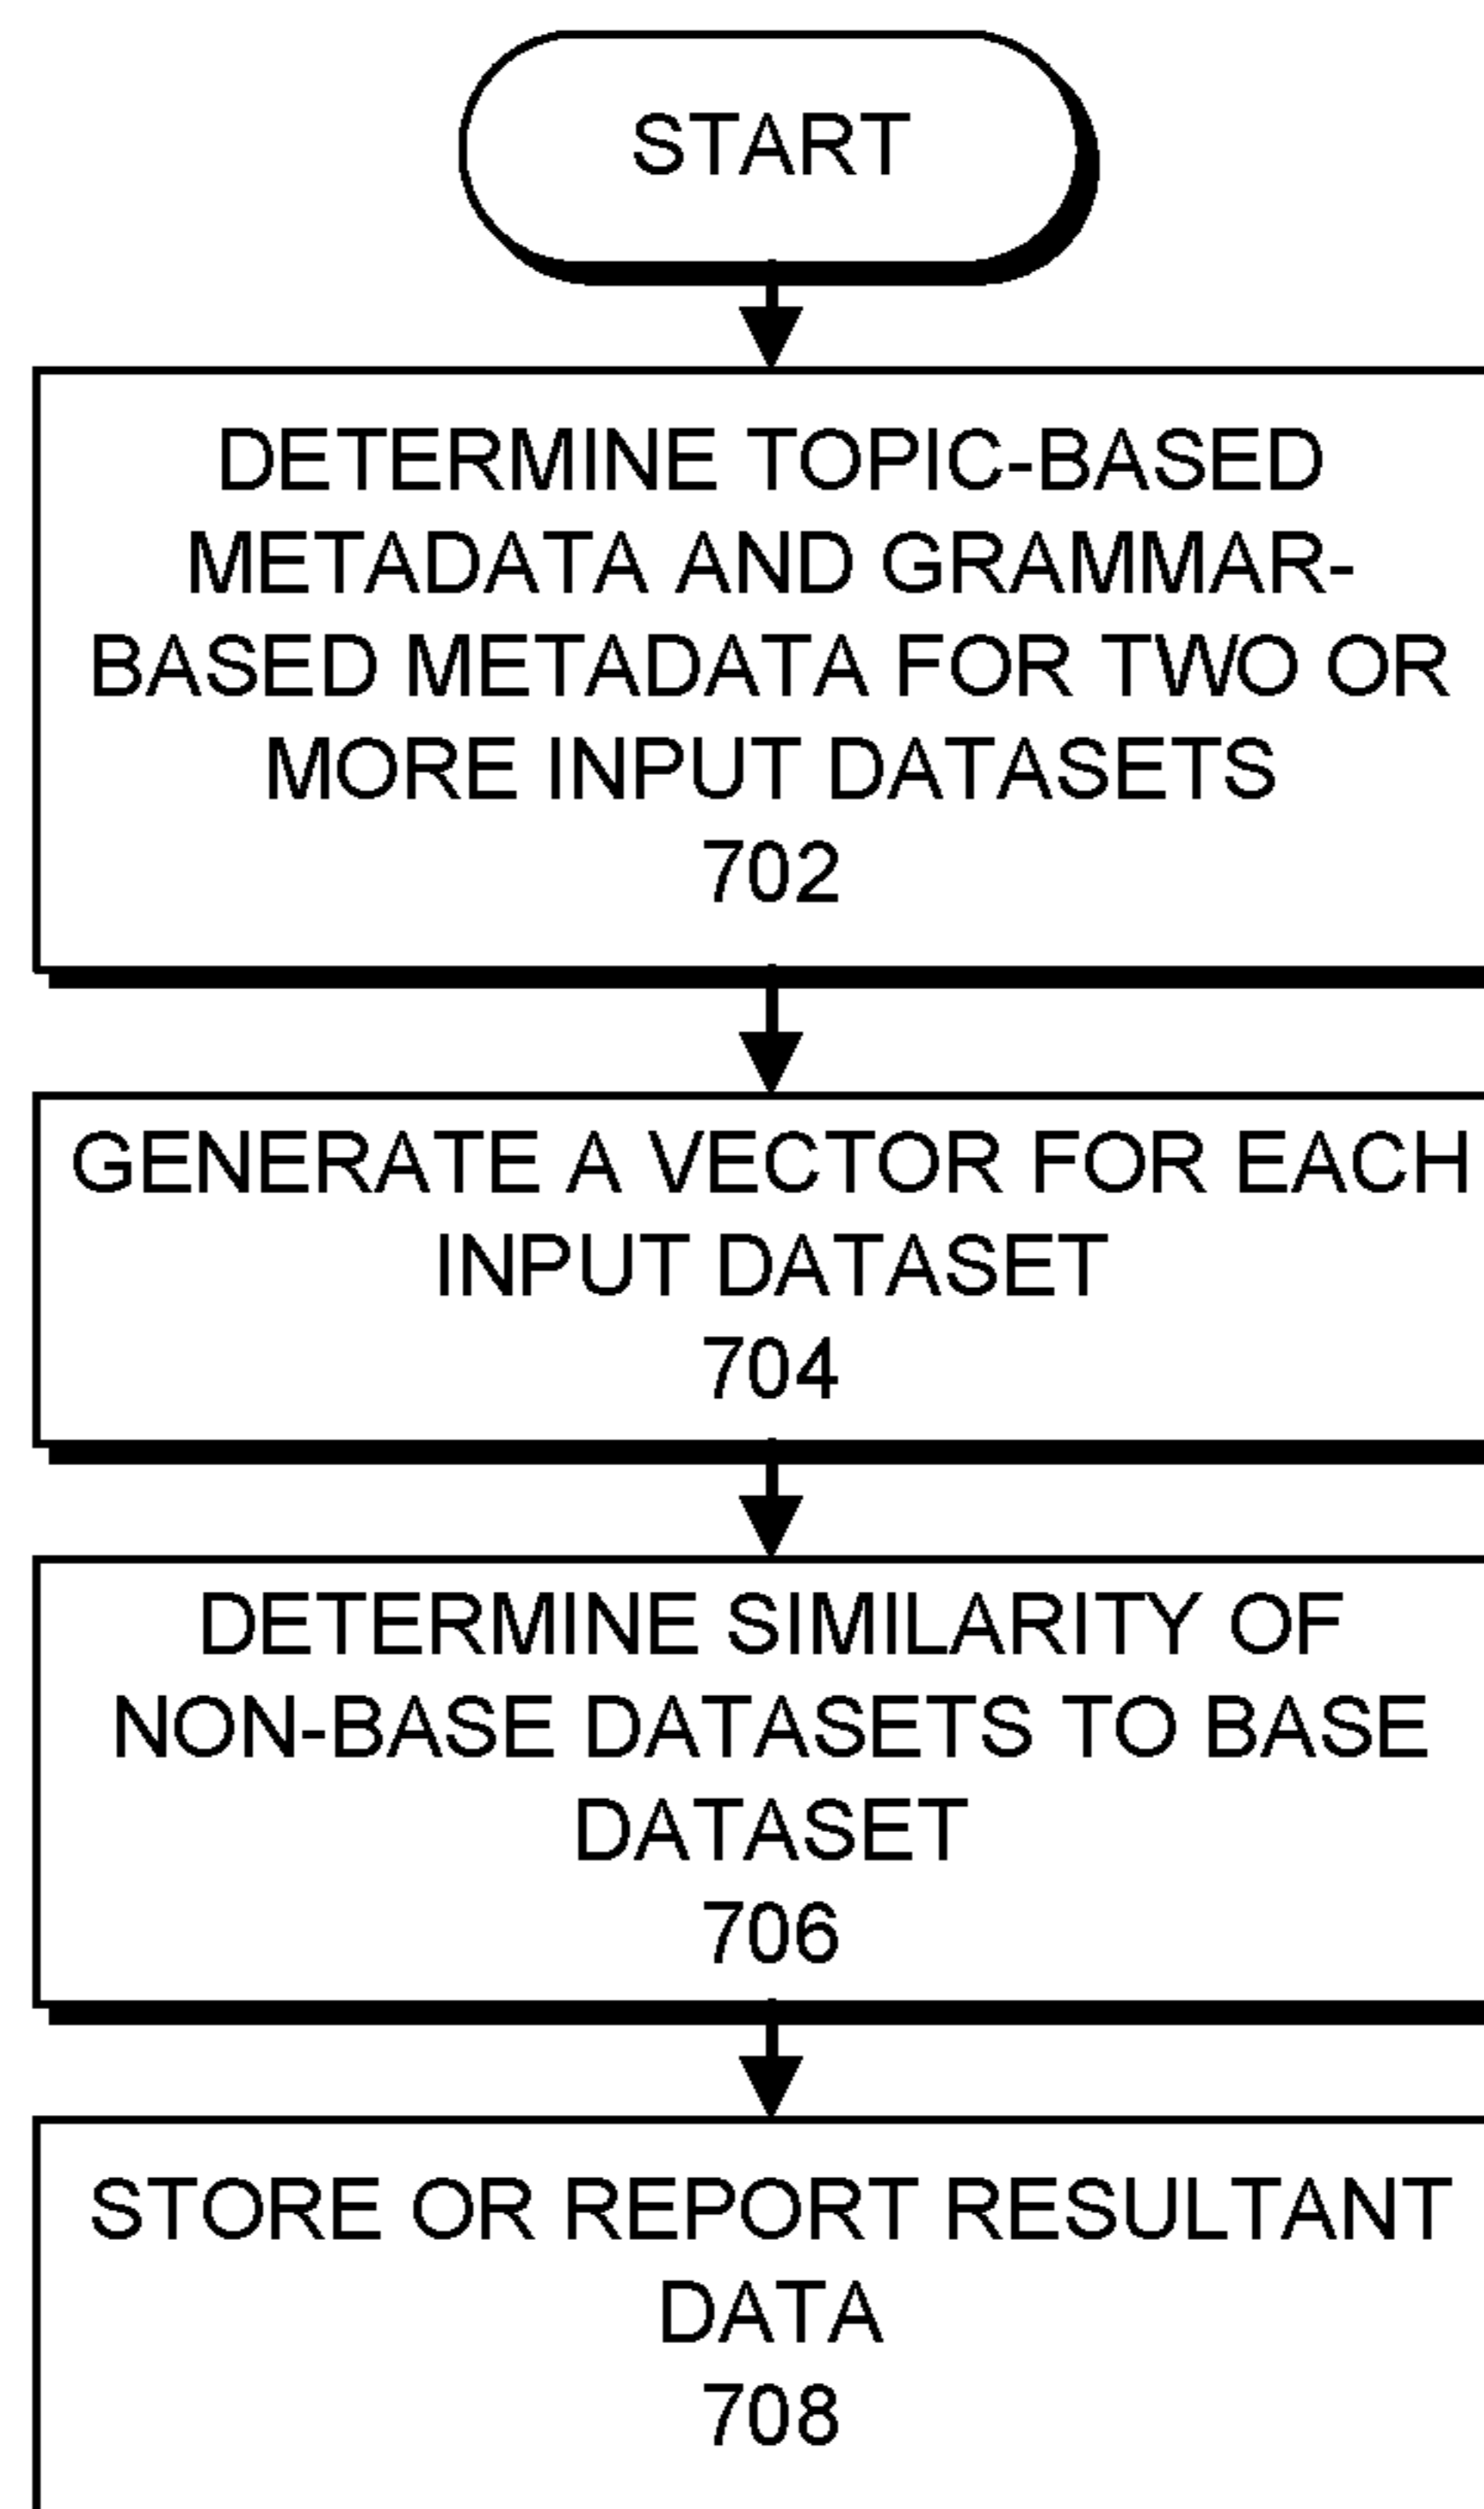 START
DETERMINE TOPIC-BASED
METADATA AND GRAMMAR-
BASED METADATA FOR TWO OR
MORE INPUT DATASETS
702
GENERATE A VECTOR FOR EACH
INPUT DATASET
704
DETERMINE SIMILARITY OF
NON-BASE DATASETS TO BASE
DATASET
706
STORE OR REPORT RESULTANT
DATA
708